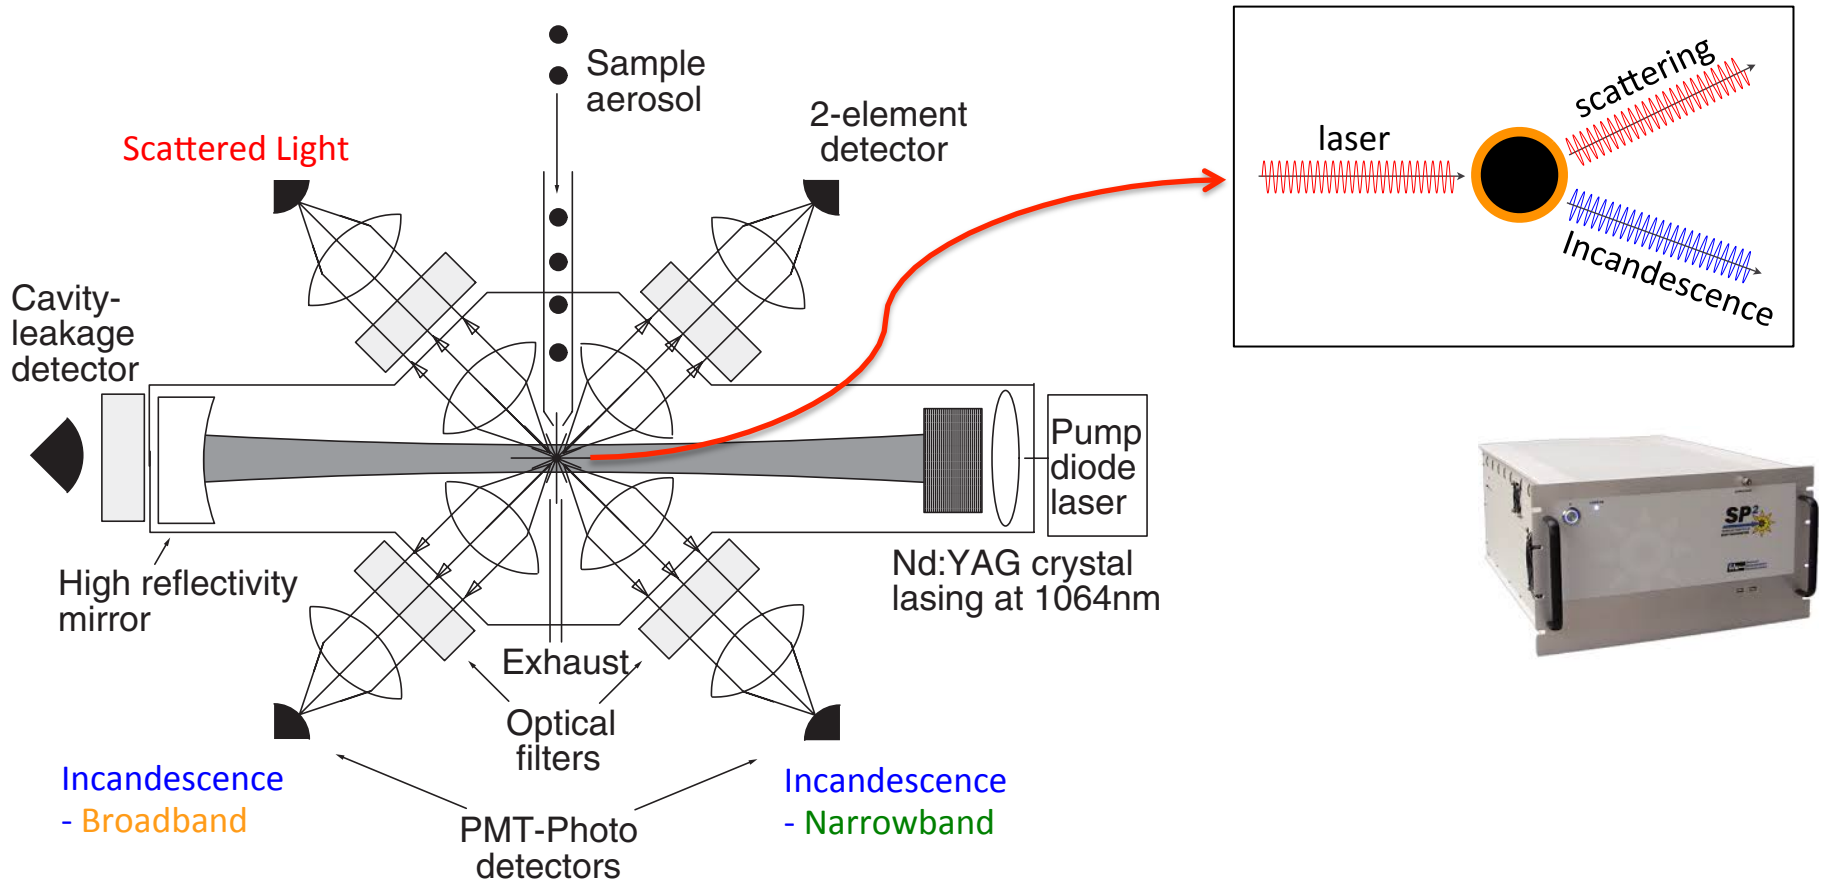 Sample
aerosol
2-element
detector
Scattered Light
scattering
laser
Incandescence
Cavity-
leakage
detector
Pump
diode
laser
High reflectivity
mirror
Nd:YAG crystal
lasing at 1064nm
Exhaust
Optical
filters
Incandescence
- Broadband
Incandescence
- Narrowband
PMT-Photo
detectors
SP2